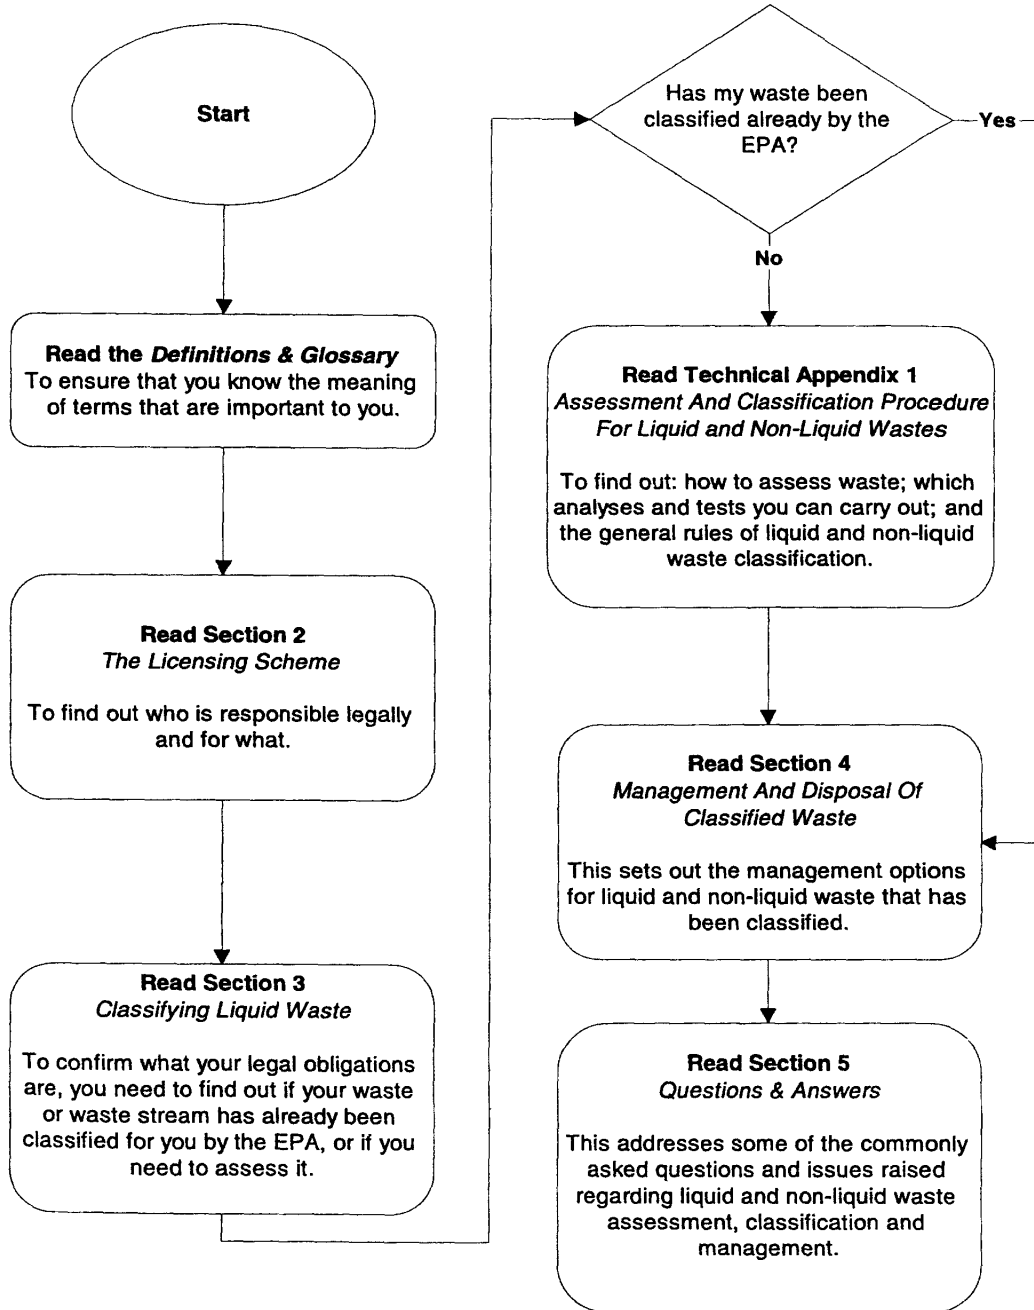 Start
Read the Definitions & Glossary
To ensure that you know the meaning
of terms that are important to you.
Read Section 2
The Licensing Scheme
To find out who is responsible legally
and for what.
Read Section 3
Classifying Liquid Waste
To confirm what your legal obligations
are, you need to find out if your waste
or waste stream has already been
classified for you by the EPA, or if you
need to assess it.
Has my waste been
classified already by the
EPA?
Yes
No
Read Technical Appendix 1
Assessment And Classification Procedure
For Liquid and Non-Liquid Wastes
To find out: how to assess waste; which
analyses and tests you can carry out; and
the general rules of liquid and non-liquid
waste classification.
Read Section 4
Management And Disposal Of
Classified Waste
This sets out the management options
for liquid and non-liquid waste that has
been classified.
Read Section 5
Questions & Answers
This addresses some of the commonly
asked questions and issues raised
regarding liquid and non-liquid waste
assessment, classification and
management.